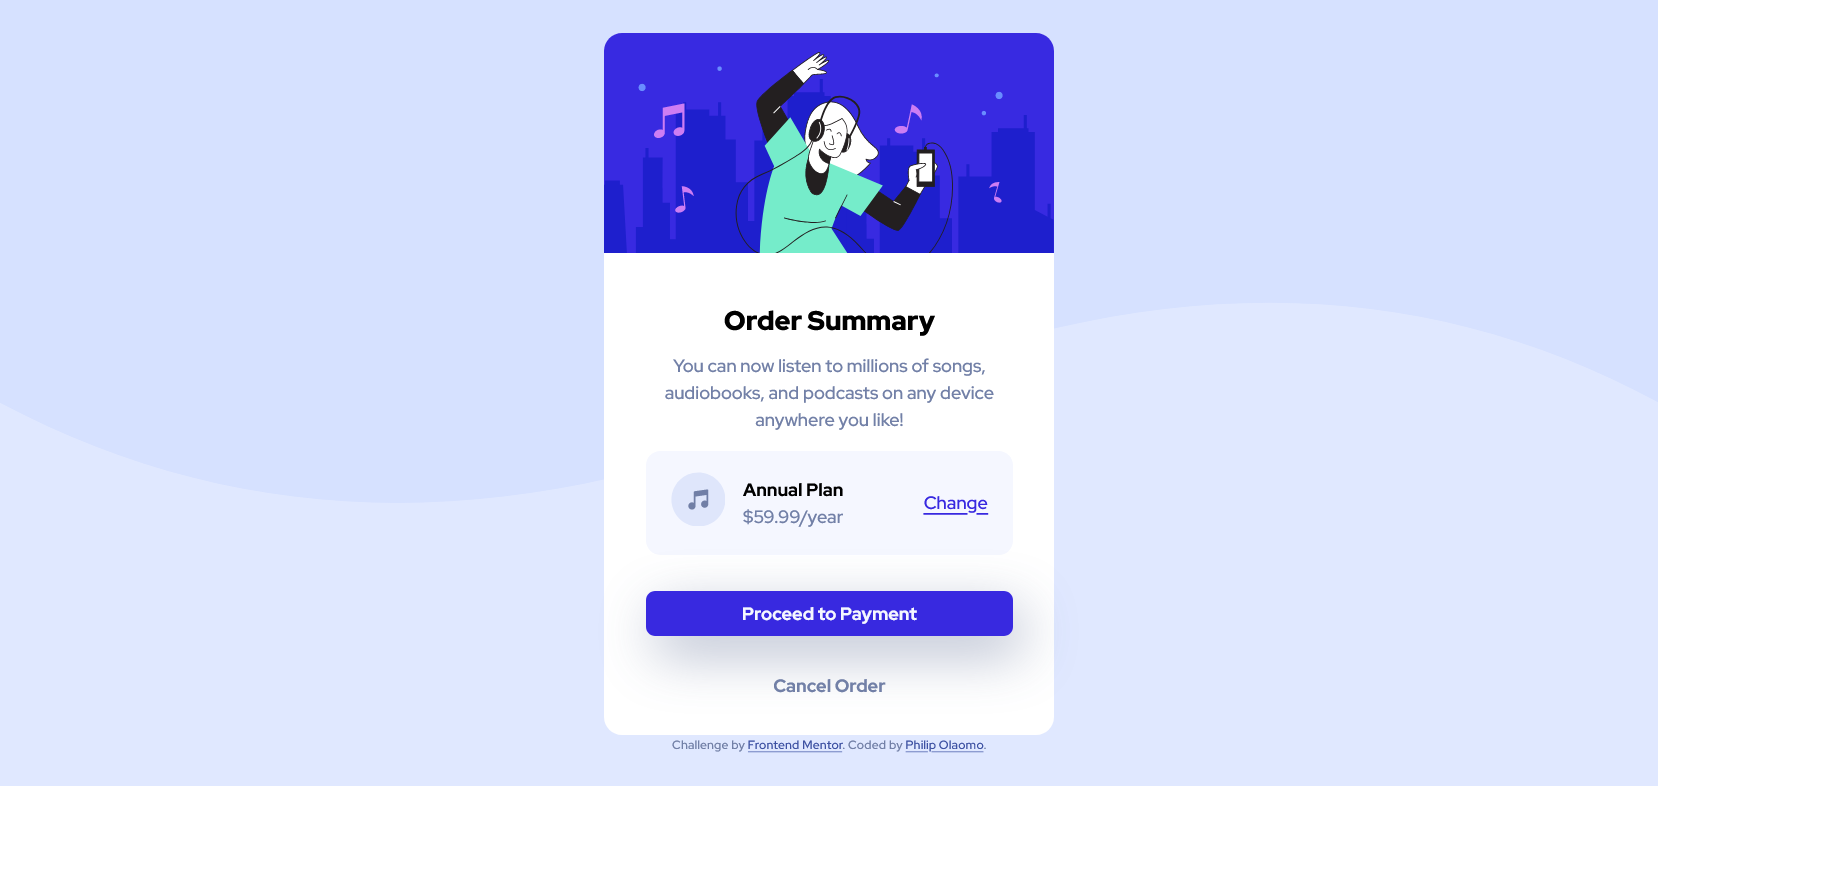 Order Summary
You can now listen to millions of songs,
audiobooks, and podcasts on any device
anywhere you like!
Annual Plan
$59.99/year
Change
Proceed to Payment
Cancel Order
Challenge by Frontend Mentor. Coded by Philip Olaomo.